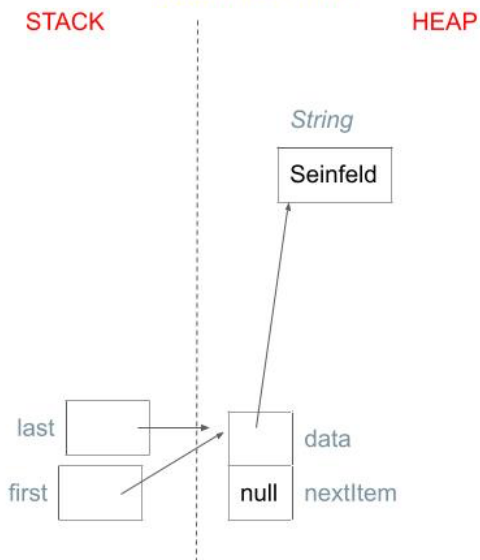 STACK
HEAP
String
Seinfeld
last
data
first
null
nextItem